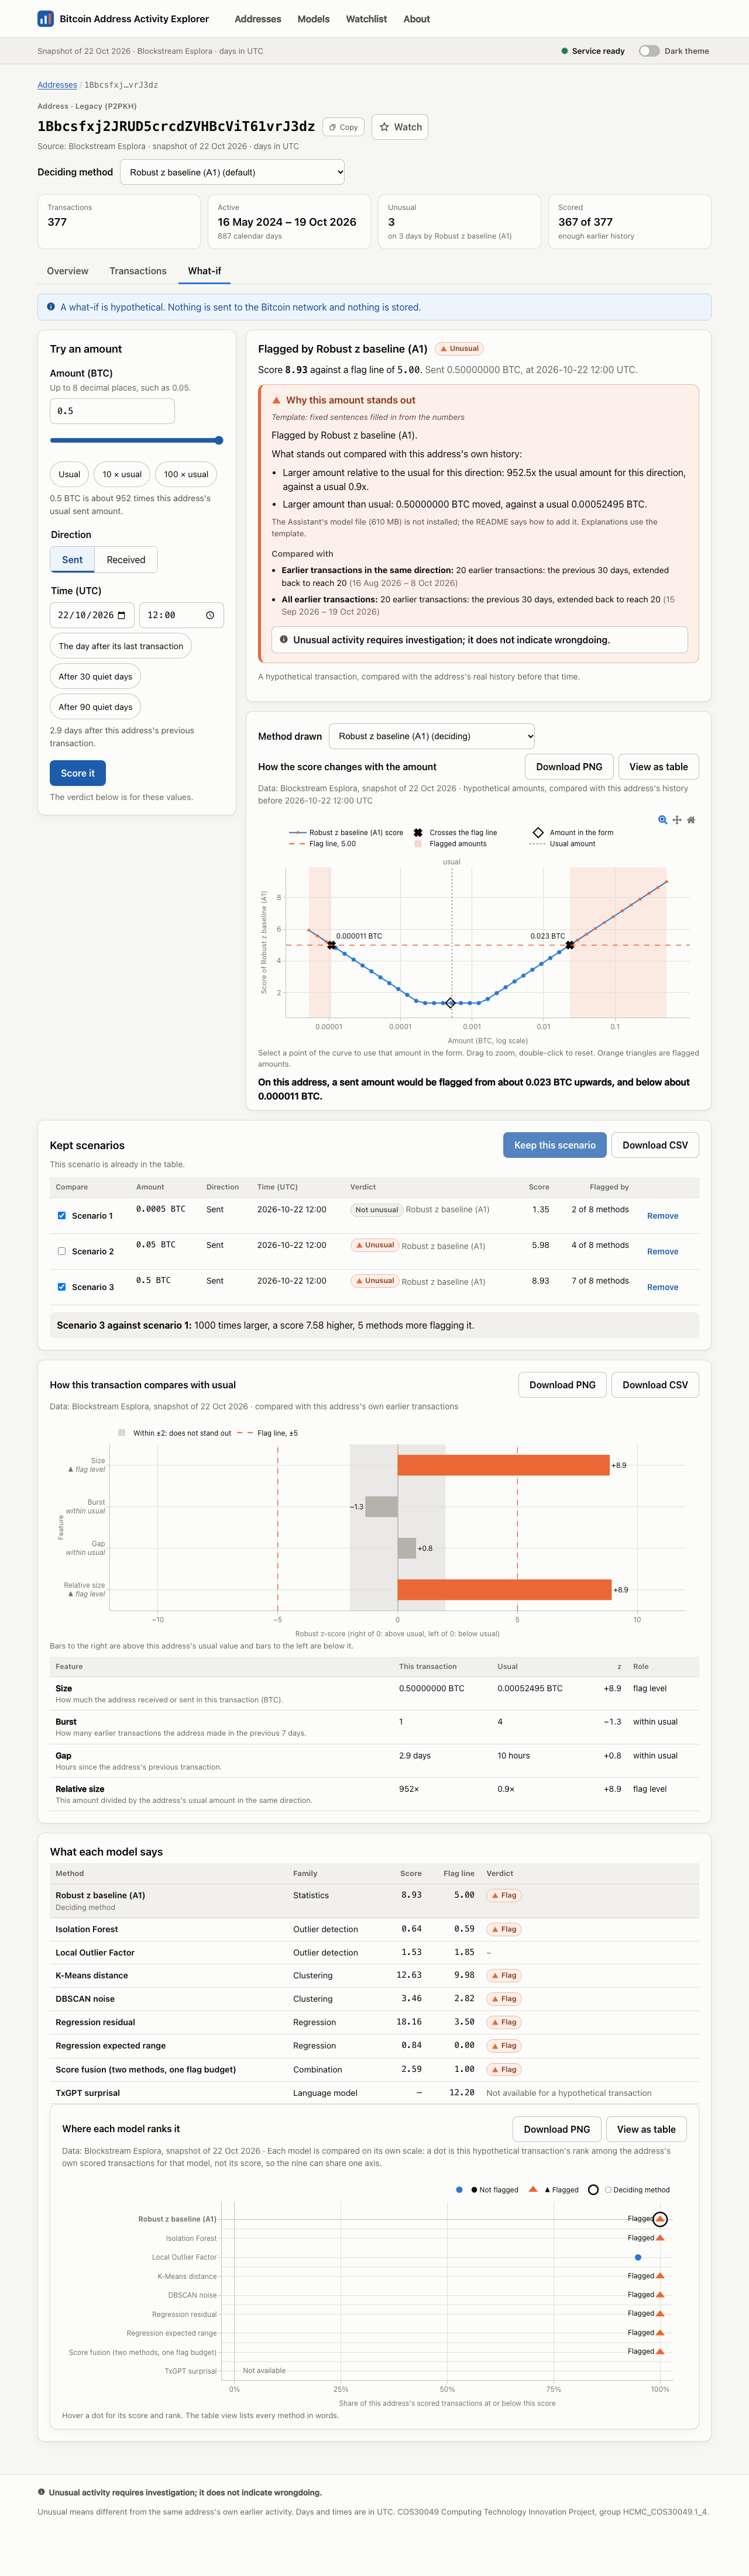 Bitcoin Address Activity Explorer
Addresses
Models
Watchlist
About
Snapshot of 22 Oct 2026 · Blockstream Esplora · days in UTC
Service ready
Dark theme
Addresses / 1Bbcsfxj…vrJ3dz
Address · Legacy (P2PKH)
1Bbcsfxj2JRUD5crcdZVHBcViT61vrJ3dz
Copy
Watch
Source: Blockstream Esplora · snapshot of 22 Oct 2026 · days in UTC
Deciding method
Robust z baseline (A1) (default)
Transactions
377
Active
16 May 2024 – 19 Oct 2026
887 calendar days
Unusual
3
on 3 days by Robust z baseline (A1)
Scored
367 of 377
enough earlier history
Overview
Transactions
What-if
A what-if is hypothetical. Nothing is sent to the Bitcoin network and nothing is stored.
Try an amount
Amount (BTC)
Up to 8 decimal places, such as 0.05.
0.5
Usual
10 × usual
100 × usual
0.5 BTC is about 952 times this address's
usual sent amount.
Direction
Sent
Received
Time (UTC)
22/10/2026
12:00
The day after its last transaction
After 30 quiet days
After 90 quiet days
2.9 days after this address's previous
transaction.
Score it
The verdict below is for these values.
Flagged by Robust z baseline (A1)
Unusual
Score 8.93 against a flag line of 5.00. Sent 0.50000000 BTC, at 2026-10-22 12:00 UTC.
Why this amount stands out
Template: fixed sentences filled in from the numbers
Flagged by Robust z baseline (A1).
What stands out compared with this address's own history:
• Larger amount relative to the usual for this direction: 952.5x the usual amount for this direction,
against a usual 0.9x.
• Larger amount than usual: 0.50000000 BTC moved, against a usual 0.00052495 BTC.
The Assistant's model file (610 MB) is not installed; the README says how to add it. Explanations use the
template.
Compared with
• Earlier transactions in the same direction: 20 earlier transactions: the previous 30 days, extended
back to reach 20 (16 Aug 2026 – 8 Oct 2026)
• All earlier transactions: 20 earlier transactions: the previous 30 days, extended back to reach 20 (15
Sep 2026 – 19 Oct 2026)
Unusual activity requires investigation; it does not indicate wrongdoing.
A hypothetical transaction, compared with the address's real history before that time.
Method drawn
Robust z baseline (A1) (deciding)
How the score changes with the amount
Download PNG
View as table
Data: Blockstream Esplora, snapshot of 22 Oct 2026 · hypothetical amounts, compared with this address's history
before 2026-10-22 12:00 UTC
Robust z baseline (A1) score
Crosses the flag line
Amount in the form
Flag line, 5.00
Flagged amounts
Usual amount
usual
8
6
4
2
0.000011 BTC
0.023 BTC
Score of Robust z baseline (A1)
0.00001
0.0001
0.001
0.01
0.1
Amount (BTC, log scale)
Select a point of the curve to use that amount in the form. Drag to zoom, double-click to reset. Orange triangles are flagged
amounts.
On this address, a sent amount would be flagged from about 0.023 BTC upwards, and below about
0.000011 BTC.
Kept scenarios
Keep this scenario
Download CSV
This scenario is already in the table.
Compare Amount Direction Time (UTC) Verdict Score Flagged by
Scenario 1 0.0005 BTC Sent 2026-10-22 12:00 Not unusual Robust z baseline (A1) 1.35 2 of 8 methods Remove
Scenario 2 0.05 BTC Sent 2026-10-22 12:00 Unusual Robust z baseline (A1) 5.98 4 of 8 methods Remove
Scenario 3 0.5 BTC Sent 2026-10-22 12:00 Unusual Robust z baseline (A1) 8.93 7 of 8 methods Remove
Scenario 3 against scenario 1: 1000 times larger, a score 7.58 higher, 5 methods more flagging it.
How this transaction compares with usual
Download PNG
Download CSV
Data: Blockstream Esplora, snapshot of 22 Oct 2026 · compared with this address's own earlier transactions
Within ±2: does not stand out
Flag line, ±5
Feature
Size
▲ flag level
+8.9
Burst
within usual
−1.3
Gap
within usual
+0.8
Relative size
▲ flag level
+8.9
−10
−5
0
5
10
Robust z-score (right of 0: above usual, left of 0: below usual)
Bars to the right are above this address's usual value and bars to the left are below it.
Feature This transaction Usual z Role
Size 0.50000000 BTC 0.00052495 BTC +8.9 flag level
How much the address received or sent in this transaction (BTC).
Burst 1 4 −1.3 within usual
How many earlier transactions the address made in the previous 7 days.
Gap 2.9 days 10 hours +0.8 within usual
Hours since the address's previous transaction.
Relative size 952× 0.9× +8.9 flag level
This amount divided by the address's usual amount in the same direction.
What each model says
Method Family Score Flag line Verdict
Robust z baseline (A1) Statistics 8.93 5.00 Flag
Deciding method
Isolation Forest Outlier detection 0.64 0.59 Flag
Local Outlier Factor Outlier detection 1.53 1.85 –
K-Means distance Clustering 12.63 9.98 Flag
DBSCAN noise Clustering 3.46 2.82 Flag
Regression residual Regression 18.16 3.50 Flag
Regression expected range Regression 0.84 0.00 Flag
Score fusion (two methods, one flag budget) Combination 2.59 1.00 Flag
TxGPT surprisal Language model – 12.20 Not available for a hypothetical transaction
Where each model ranks it
Download PNG
View as table
Data: Blockstream Esplora, snapshot of 22 Oct 2026 · Each model is compared on its own scale: a dot is this hypothetical transaction's rank among the address's
own scored transactions for that model, not its score, so the nine can share one axis.
● Not flagged
▲ Flagged
○ Deciding method
Robust z baseline (A1) Flagged
Isolation Forest Flagged
Local Outlier Factor
K-Means distance Flagged
DBSCAN noise Flagged
Regression residual Flagged
Regression expected range Flagged
Score fusion (two methods, one flag budget) Flagged
TxGPT surprisal Not available
0%
25%
50%
75%
100%
Share of this address's scored transactions at or below this score
Hover a dot for its score and rank. The table view lists every method in words.
Unusual activity requires investigation; it does not indicate wrongdoing.
Unusual means different from the same address's own earlier activity. Days and times are in UTC. COS30049 Computing Technology Innovation Project, group HCMC_COS30049.1_4.